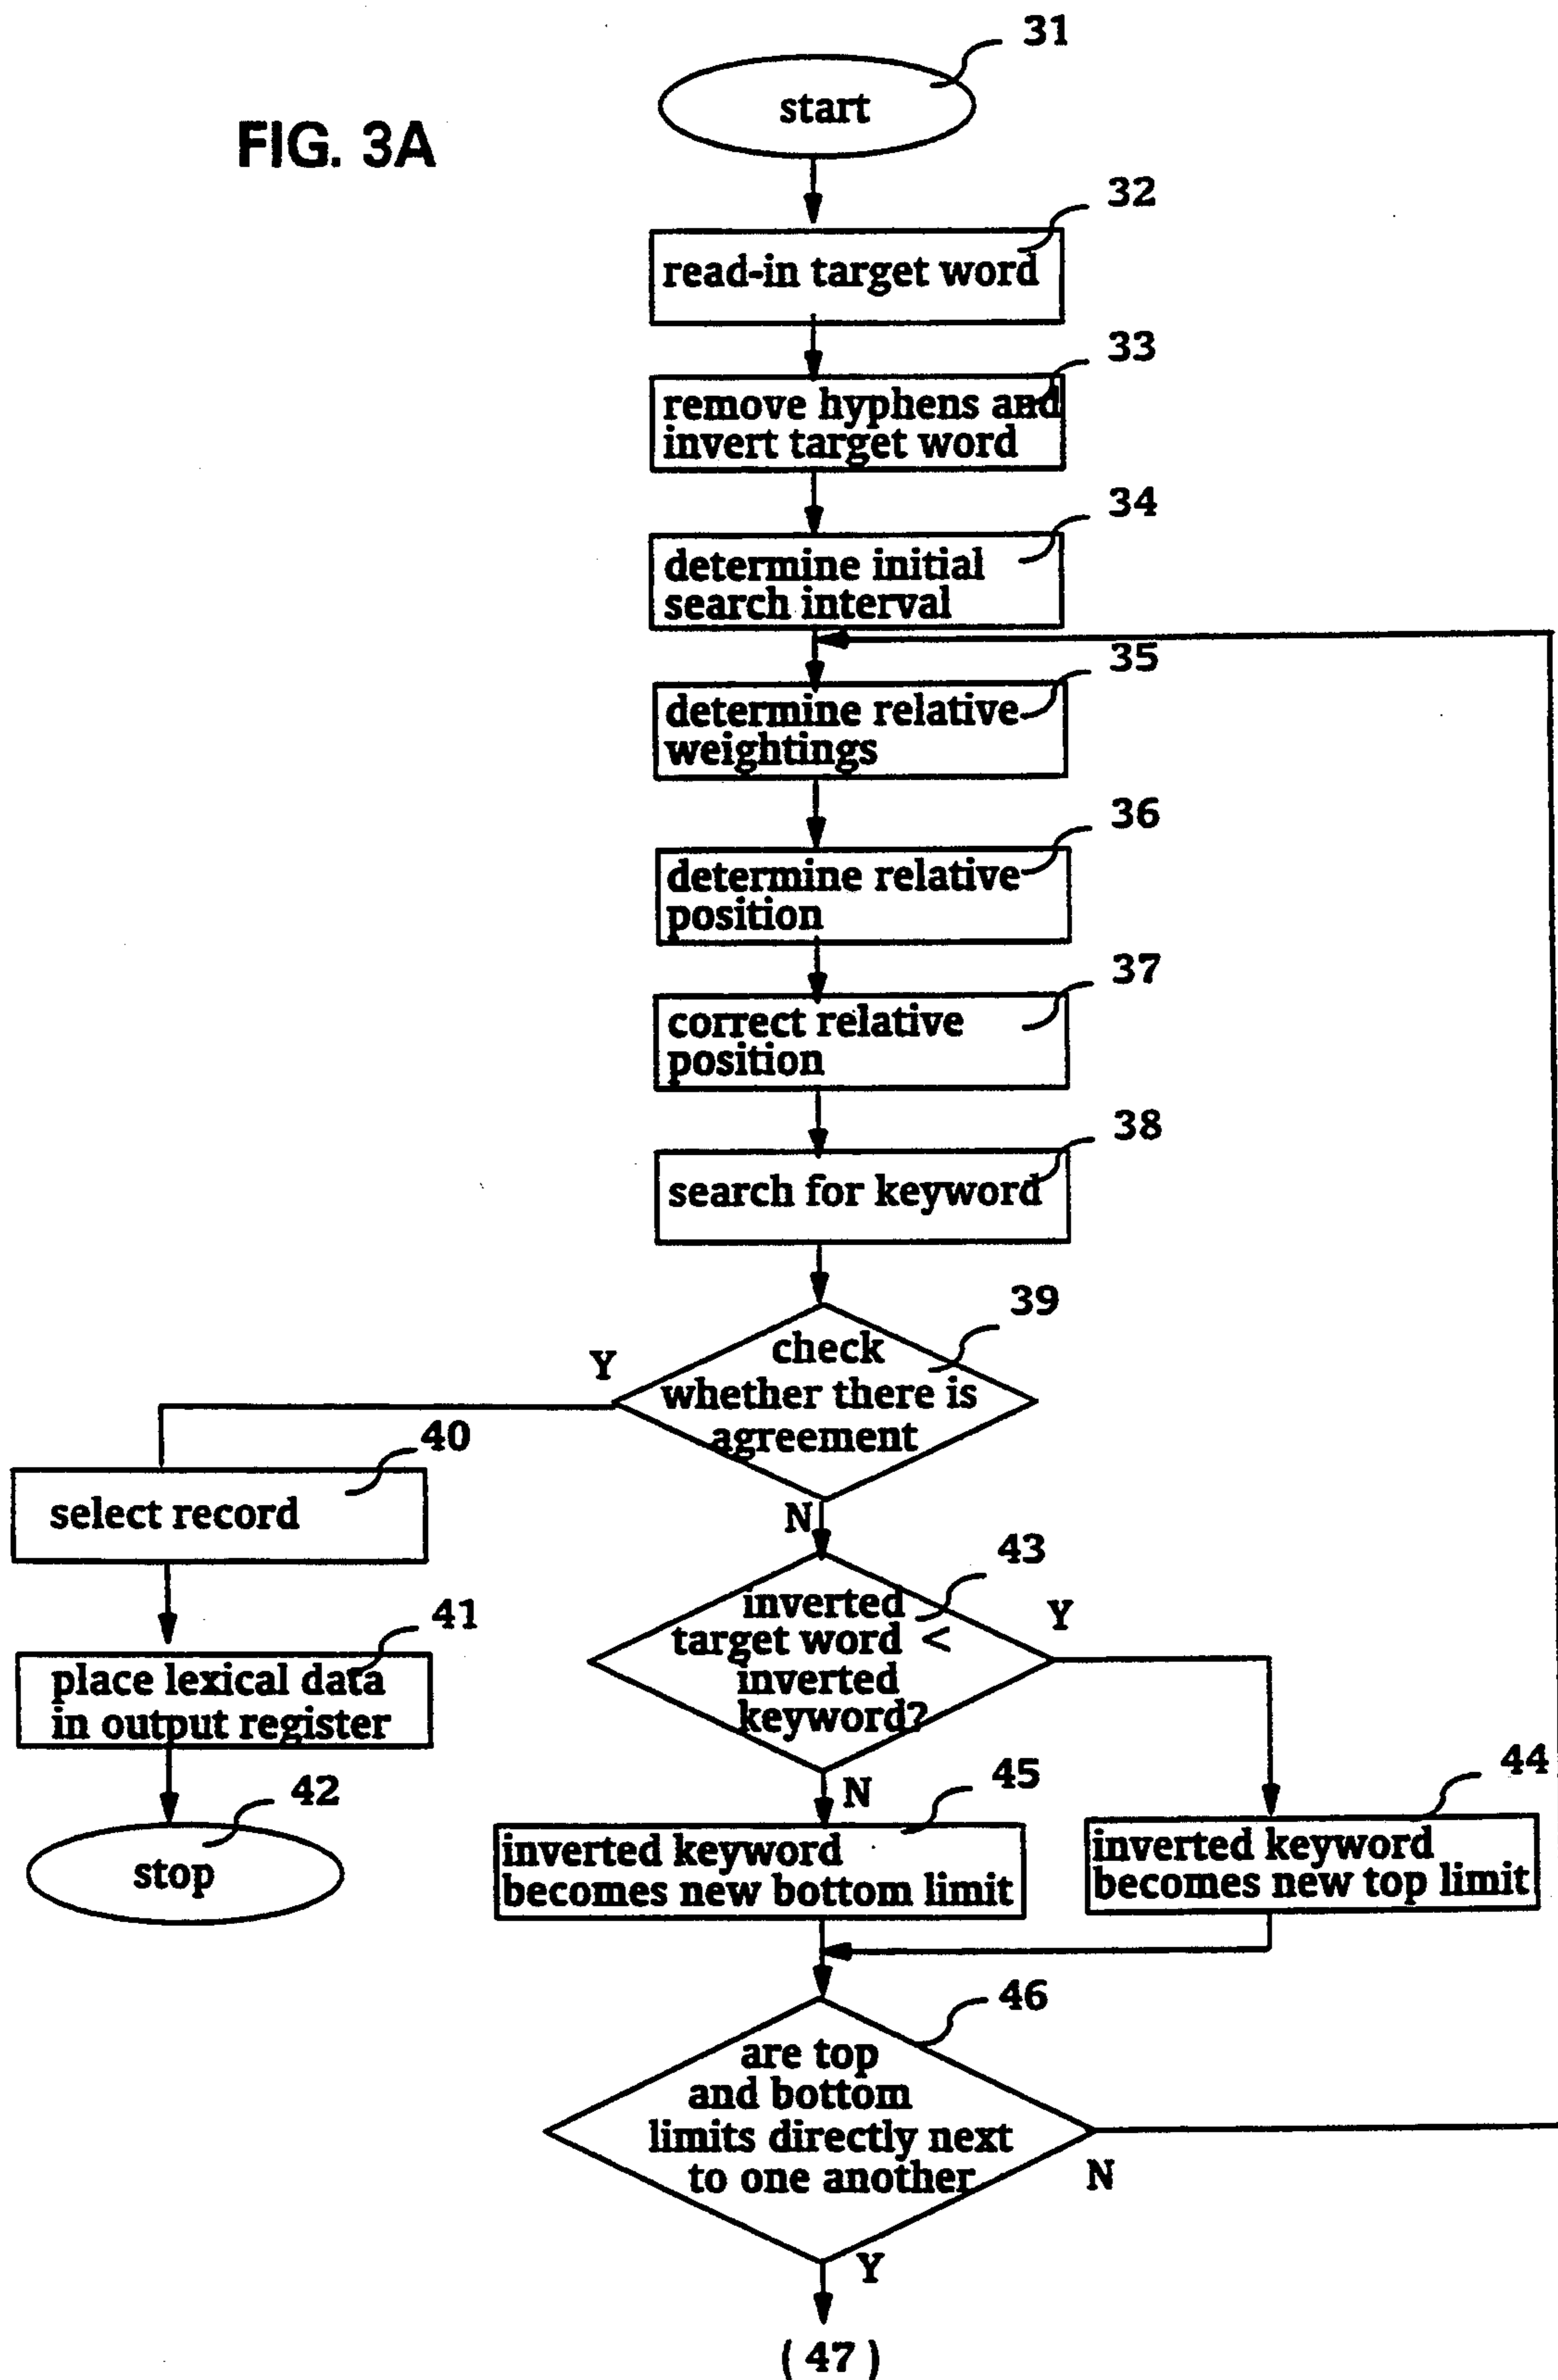 FIG. 3A
31
start
32
read-in target word
33
remove hyphens and
invert target word
34
determine initial
search interval
35
determine relative
weightings
36
determine relative
position
37
correct relative
position
38
search for keyword
39
check
whether there is
agreement
Y
N
40
select record
41
place lexical data
in output register
42
stop
43
inverted
target word <
inverted
keyword?
Y
N
45
inverted keyword
becomes new bottom limit
44
inverted keyword
becomes new top limit
46
are top
and bottom
limits directly next
to one another
N
Y
(47)